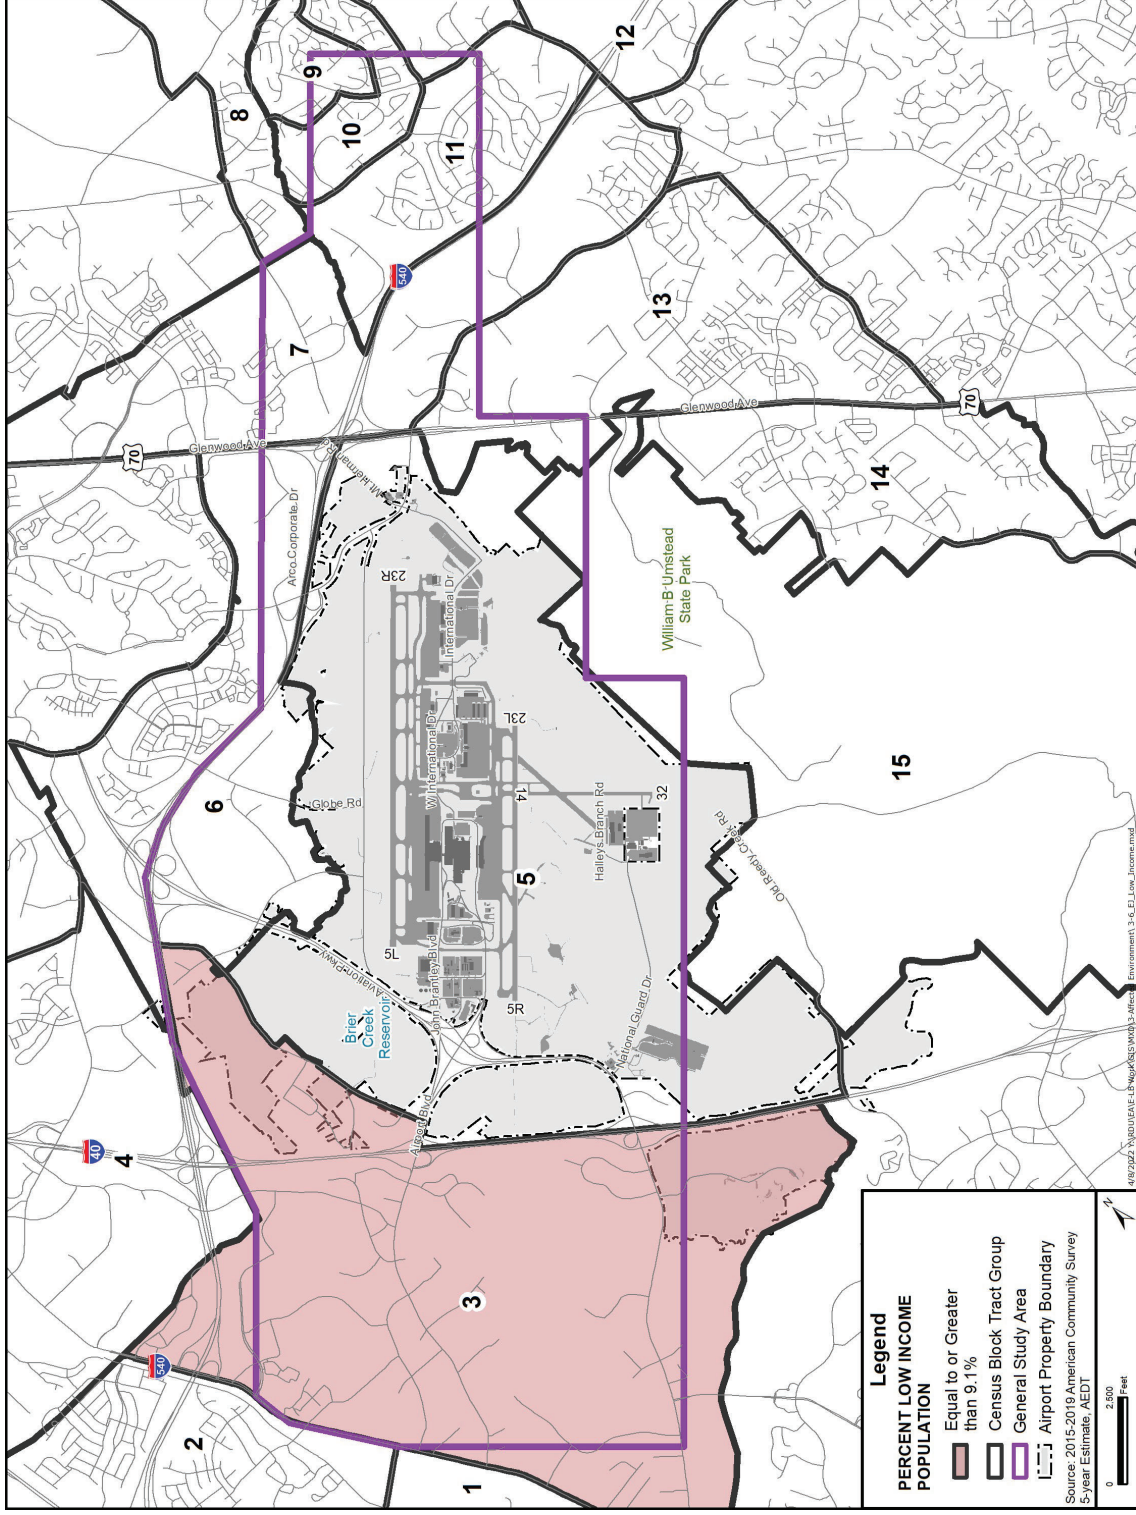 12
8
9
10
11
7
540
13
70
Glenwood Ave
Glenwood Ave
70
14
Mt Herman Rd
Arco Corporate Dr
23R
International Dr
William B Umstead
State Park
W International Dr
23L
6
Globe Rd
14
32
Halleys Branch Rd
15
5
Old Reedy Creek Rd
5L
John Brantley Blvd
Aviation Pkwy
5R
Brier
Creek
Reservoir
National Guard Dr
Airport Blvd
40
4
3
540
2
1
Legend
PERCENT LOW INCOME
POPULATION
Equal to or Greater
than 9.1%
Census Block Tract Group
General Study Area
Airport Property Boundary
Source: 2015-2019 American Community Survey
5-year Estimate, AEDT
0 2,500
Feet
N